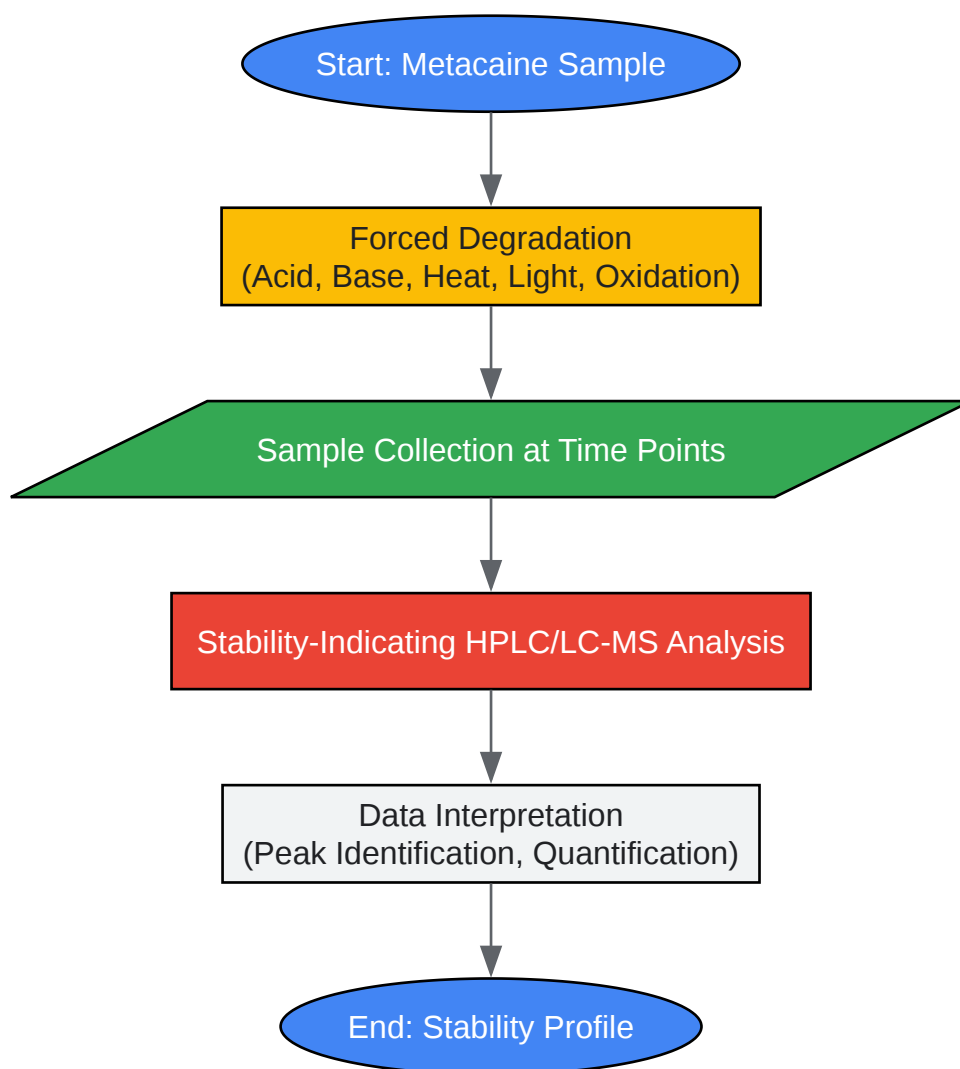 Start: Metacaine Sample
Forced Degradation
(Acid, Base, Heat, Light, Oxidation)
Sample Collection at Time Points
Stability-Indicating HPLC/LC-MS Analysis
Data Interpretation
(Peak Identification, Quantification)
End: Stability Profile